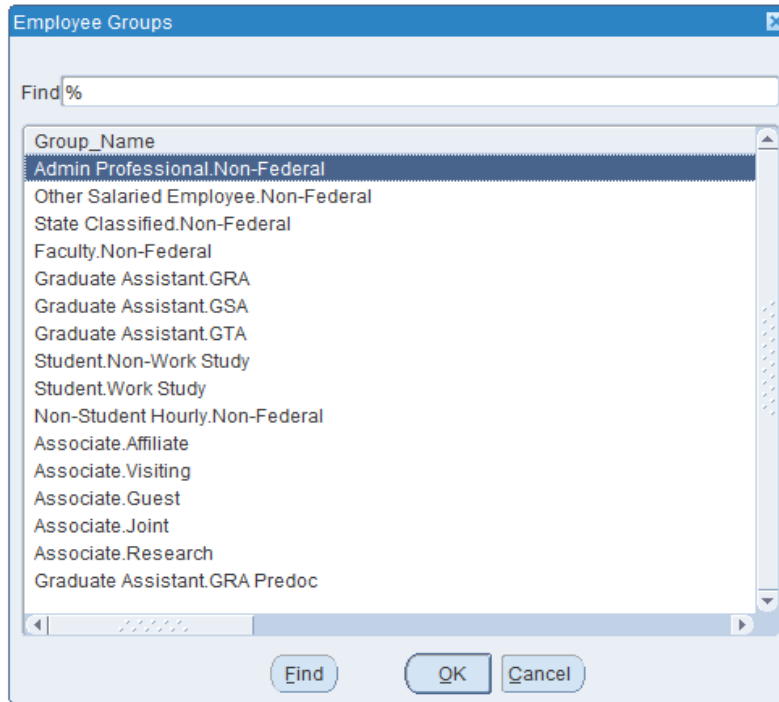 Employee Groups
Find %
Group_Name
Admin Professional.Non-Federal
Other Salaried Employee.Non-Federal
State Classified.Non-Federal
Faculty.Non-Federal
Graduate Assistant.GRA
Graduate Assistant.GSA
Graduate Assistant.GTA
Student.Non-Work Study
Student.Work Study
Non-Student Hourly.Non-Federal
Associate.Affiliate
Associate.Visiting
Associate.Guest
Associate.Joint
Associate.Research
Graduate Assistant.GRA Predoc
Find OK Cancel